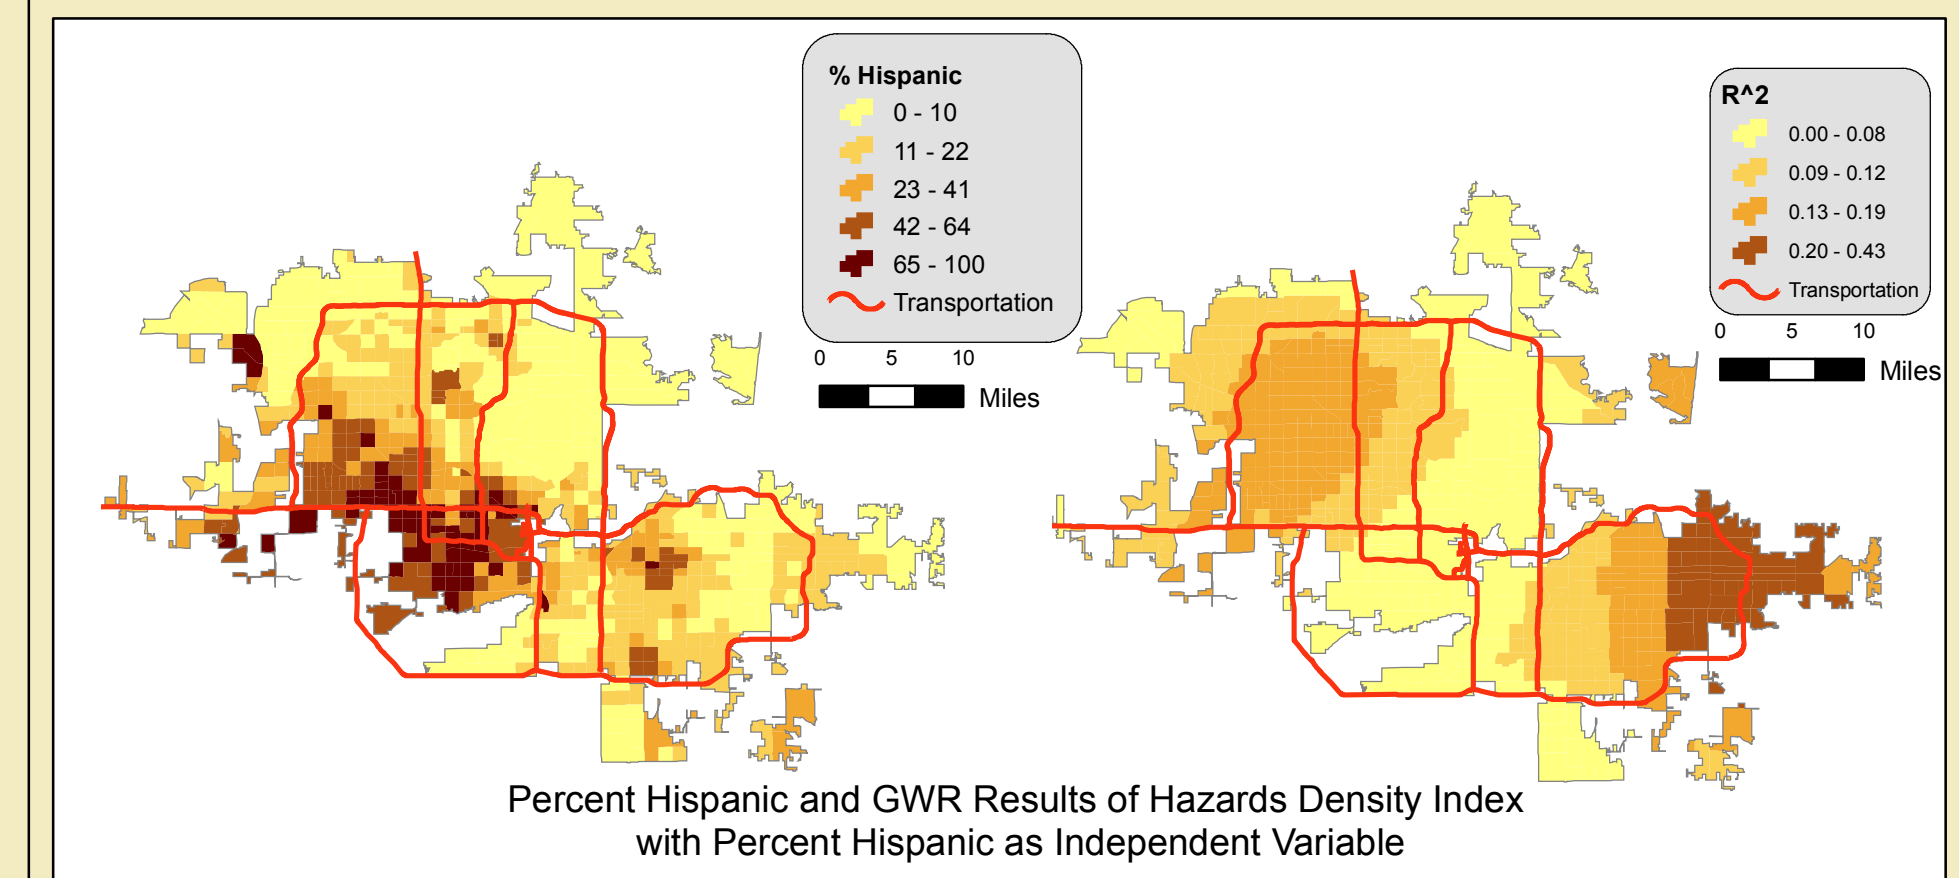 % Hispanic
0 - 10
11 - 22
23 - 41
42 - 64
65 - 100
Transportation
0 5 10
Miles
R^2
0.00 - 0.08
0.09 - 0.12
0.13 - 0.19
0.20 - 0.43
Transportation
0 5 10
Miles
Percent Hispanic and GWR Results of Hazards Density Index
with Percent Hispanic as Independent Variable